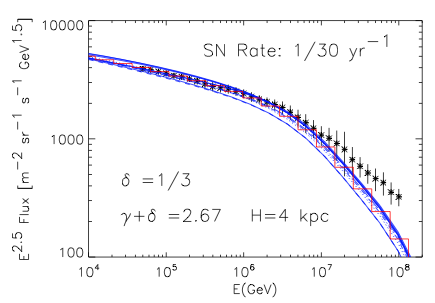 10000
1000
100
E^2.5 Flux [m^-2 sr^-1 s^-1 GeV^1.5]
SN Rate: 1/30 yr^-1
δ =1/3
γ+δ =2.67 H=4 kpc
10^4 10^5 10^6 10^7 10^8
E(GeV)